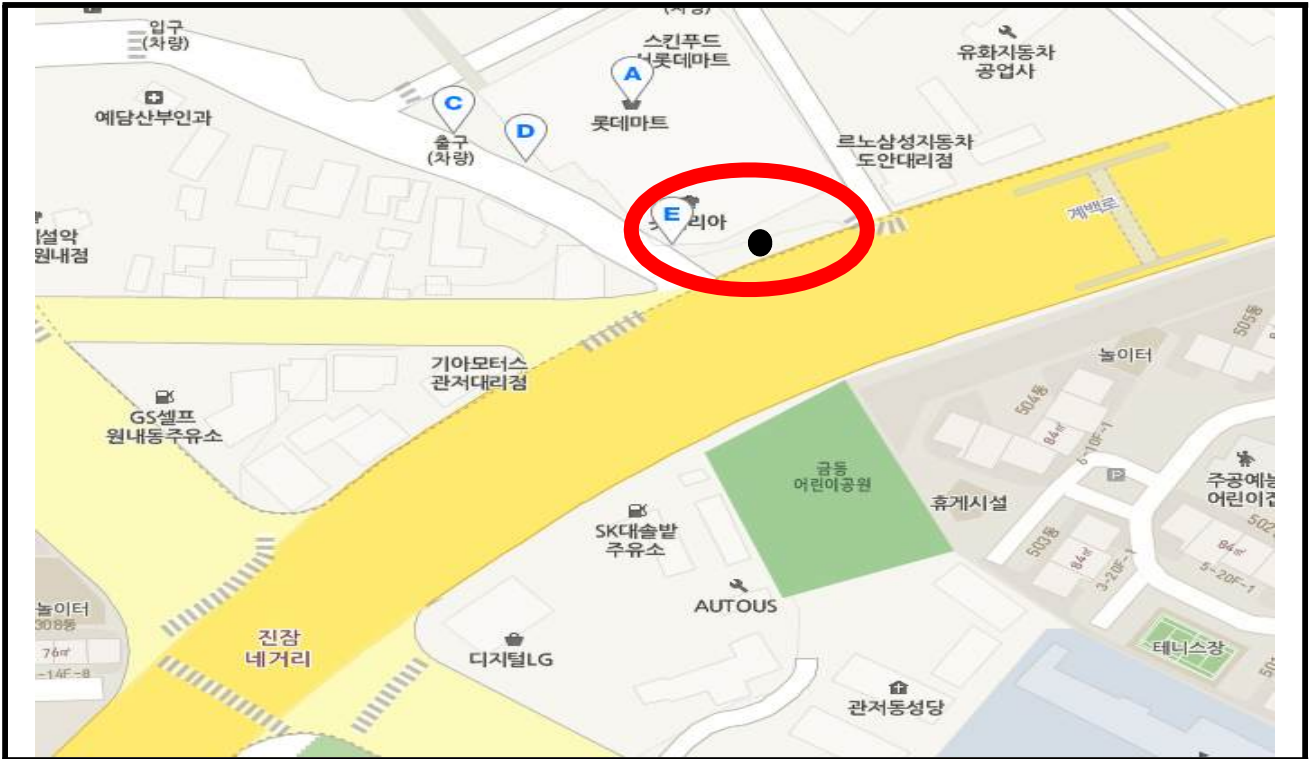 입구
(차량)
예담산부인과
C
출구
(차량)
D
스킨푸드
롯데마트
A
롯데마트
유화지동차
공업사
르노삼성지동차
도안대리점
E
리아
계백로
설악
원내점
기아모터스
관저대리점
GS셀프
원내동주유소
놀이터
505동
504동
84㎡
6-10F-1
금동
어린이공원
휴게시설
P
주공예능
어린이집
502
84㎡
5-20F-1
503동
84㎡
3-20F-1
SK대솔밭
주유소
AUTOUS
테니스장
50
놀이터
308동
76㎡
-14F-8
진잠
네거리
디지털LG
관저동성당